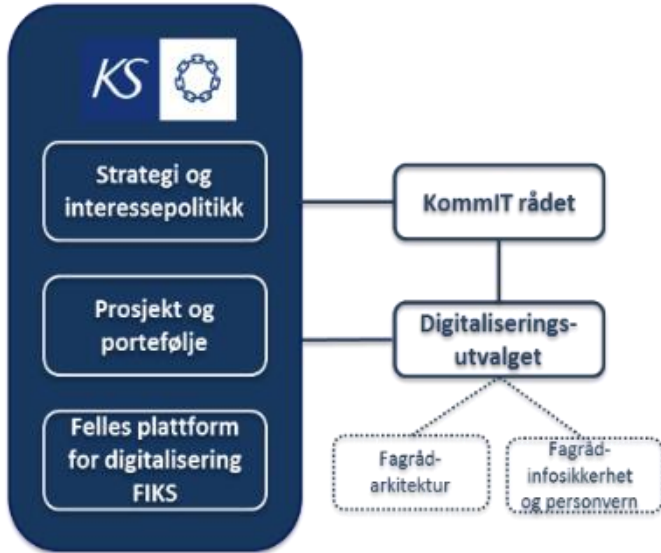 KS
Strategi og
interessepolitikk
KommIT rådet
Prosjekt og
portefølje
Digitaliserings-
utvalget
Felles plattform
for digitalisering
FIKS
Fagråd-
arkitektur
Fagråd-
infosikkerhet
og personvern